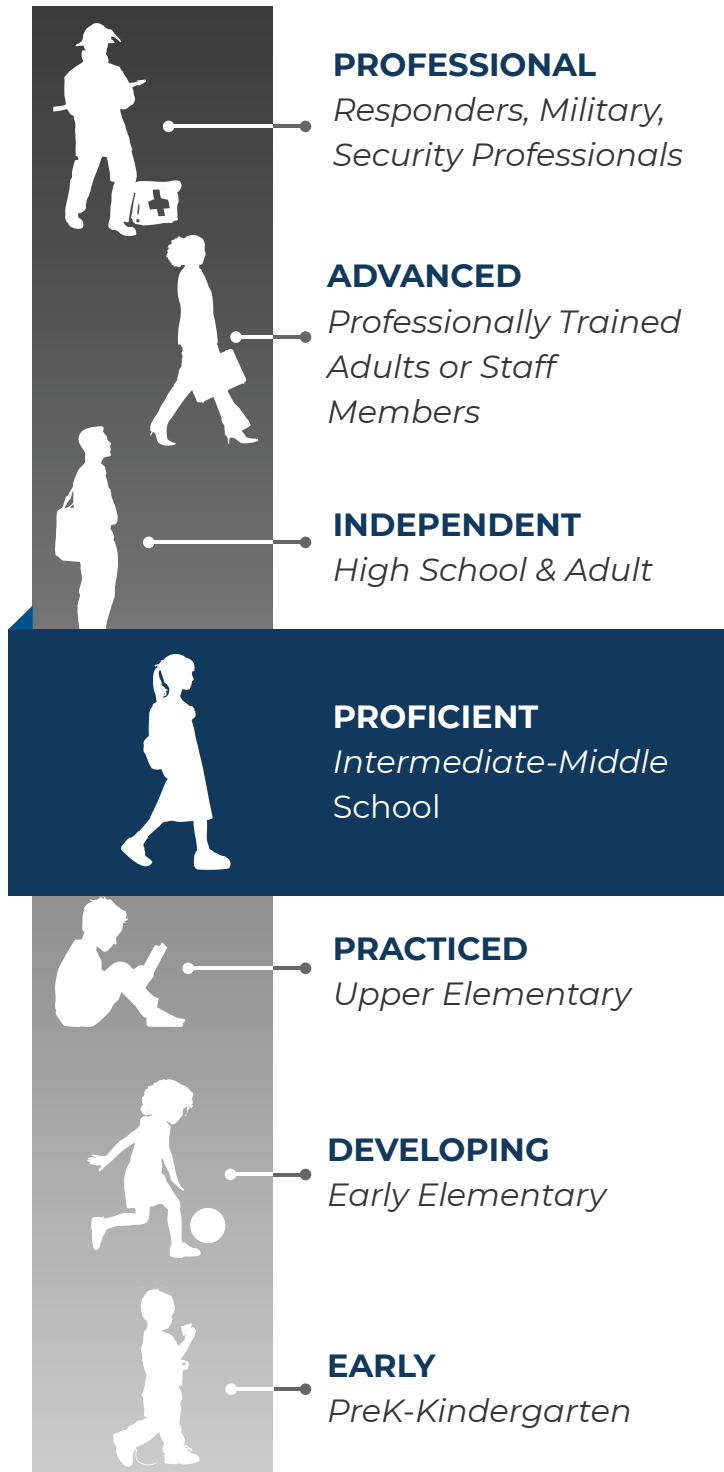 PROFESSIONAL
Responders, Military,
Security Professionals
ADVANCED
Professionally Trained
Adults or Staff
Members
INDEPENDENT
High School & Adult
PROFICIENT
Intermediate-Middle
School
PRACTICED
Upper Elementary
DEVELOPING
Early Elementary
EARLY
PreK-Kindergarten